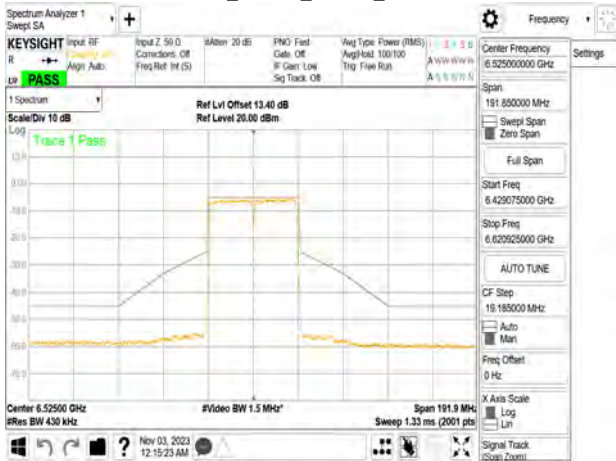 Spectrum Analyzer 1
Swept SA
Frequency
KEYSIGHT
Input: RF
Input Z: 50 Ω
#Atten: 20 dB
PNO: Fast
Avg Type: Power (RMS)
R
Corrections: Off
Gate: Off
Avg|Hold: 100/100
Align: Auto
Freq Ref: Int (S)
IF Gain: Low
Trig: Free Run
Sig Track: Off
PASS
1 Spectrum
Scale/Div 10 dB
Ref Lvl Offset 13.40 dB
Ref Level 20.00 dBm
Log
Trace 1 Pass
Center 6.52500 GHz
#Res BW 430 kHz
#Video BW 1.5 MHz*
Span 191.9 MHz
Sweep 1.33 ms (2001 pts)
Nov 03, 2023
12:15:23 AM
Center Frequency
6.525000000 GHz
Settings
Span
191.850000 MHz
Swept Span
Zero Span
Full Span
Start Freq
6.429075000 GHz
Stop Freq
6.620925000 GHz
AUTO TUNE
CF Step
19.185000 MHz
Auto
Man
Freq Offset
0 Hz
X Axis Scale
Log
Lin
Signal Track
(Span Zoom)